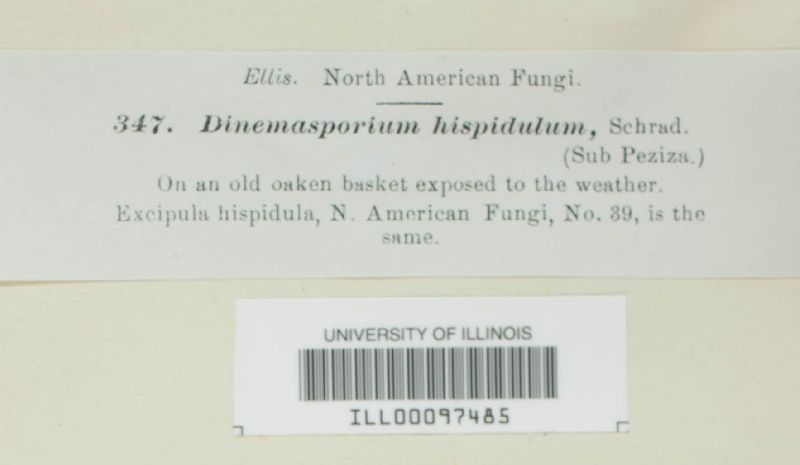 Ellis. North American Fungi.
347. Dinemasporium hispidulum, Schrad.
(Sub Peziza.)
On an old oaken basket exposed to the weather.
Excipula hispidula, N. American Fungi, No. 39, is the
same.
UNIVERSITY OF ILLINOIS
ILL00097485